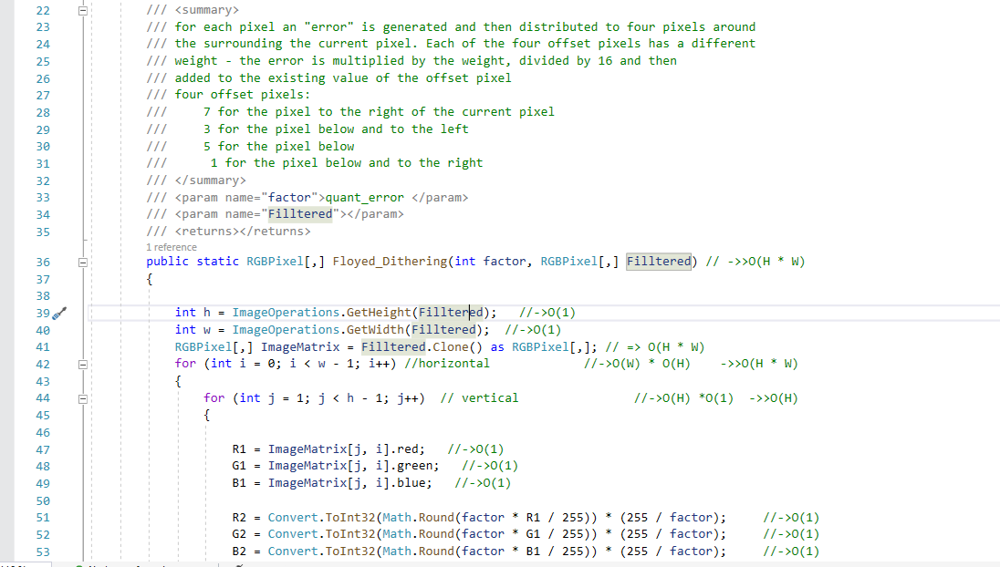 22 /// <summary>
23 /// for each pixel an "error" is generated and then distributed to four pixels around
24 /// the surrounding the current pixel. Each of the four offset pixels has a different
25 /// weight - the error is multiplied by the weight, divided by 16 and then
26 /// added to the existing value of the offset pixel
27 /// four offset pixels:
28 ///     7 for the pixel to the right of the current pixel
29 ///     3 for the pixel below and to the left
30 ///     5 for the pixel below
31 ///      1 for the pixel below and to the right
32 /// </summary>
33 /// <param name="factor">quant_error </param>
34 /// <param name="Filltered"></param>
35 /// <returns></returns>
1 reference
36 public static RGBPixel[,] Floyed_Dithering(int factor, RGBPixel[,] Filltered) // ->>O(H * W)
37 {
38
39     int h = ImageOperations.GetHeight(Filltered);   //->O(1)
40     int w = ImageOperations.GetWidth(Filltered);  //->O(1)
41     RGBPixel[,] ImageMatrix = Filltered.Clone() as RGBPixel[,]; // => O(H * W)
42     for (int i = 0; i < w - 1; i++) //horizontal             //->O(W) * O(H)    ->>O(H * W)
43     {
44         for (int j = 1; j < h - 1; j++)  // vertical                //->O(H) *O(1)  ->>O(H)
45         {
46
47             R1 = ImageMatrix[j, i].red;   //->O(1)
48             G1 = ImageMatrix[j, i].green;   //->O(1)
49             B1 = ImageMatrix[j, i].blue;   //->O(1)
50
51             R2 = Convert.ToInt32(Math.Round(factor * R1 / 255)) * (255 / factor);     //->O(1)
52             G2 = Convert.ToInt32(Math.Round(factor * G1 / 255)) * (255 / factor);     //->O(1)
53             B2 = Convert.ToInt32(Math.Round(factor * B1 / 255)) * (255 / factor);     //->O(1)